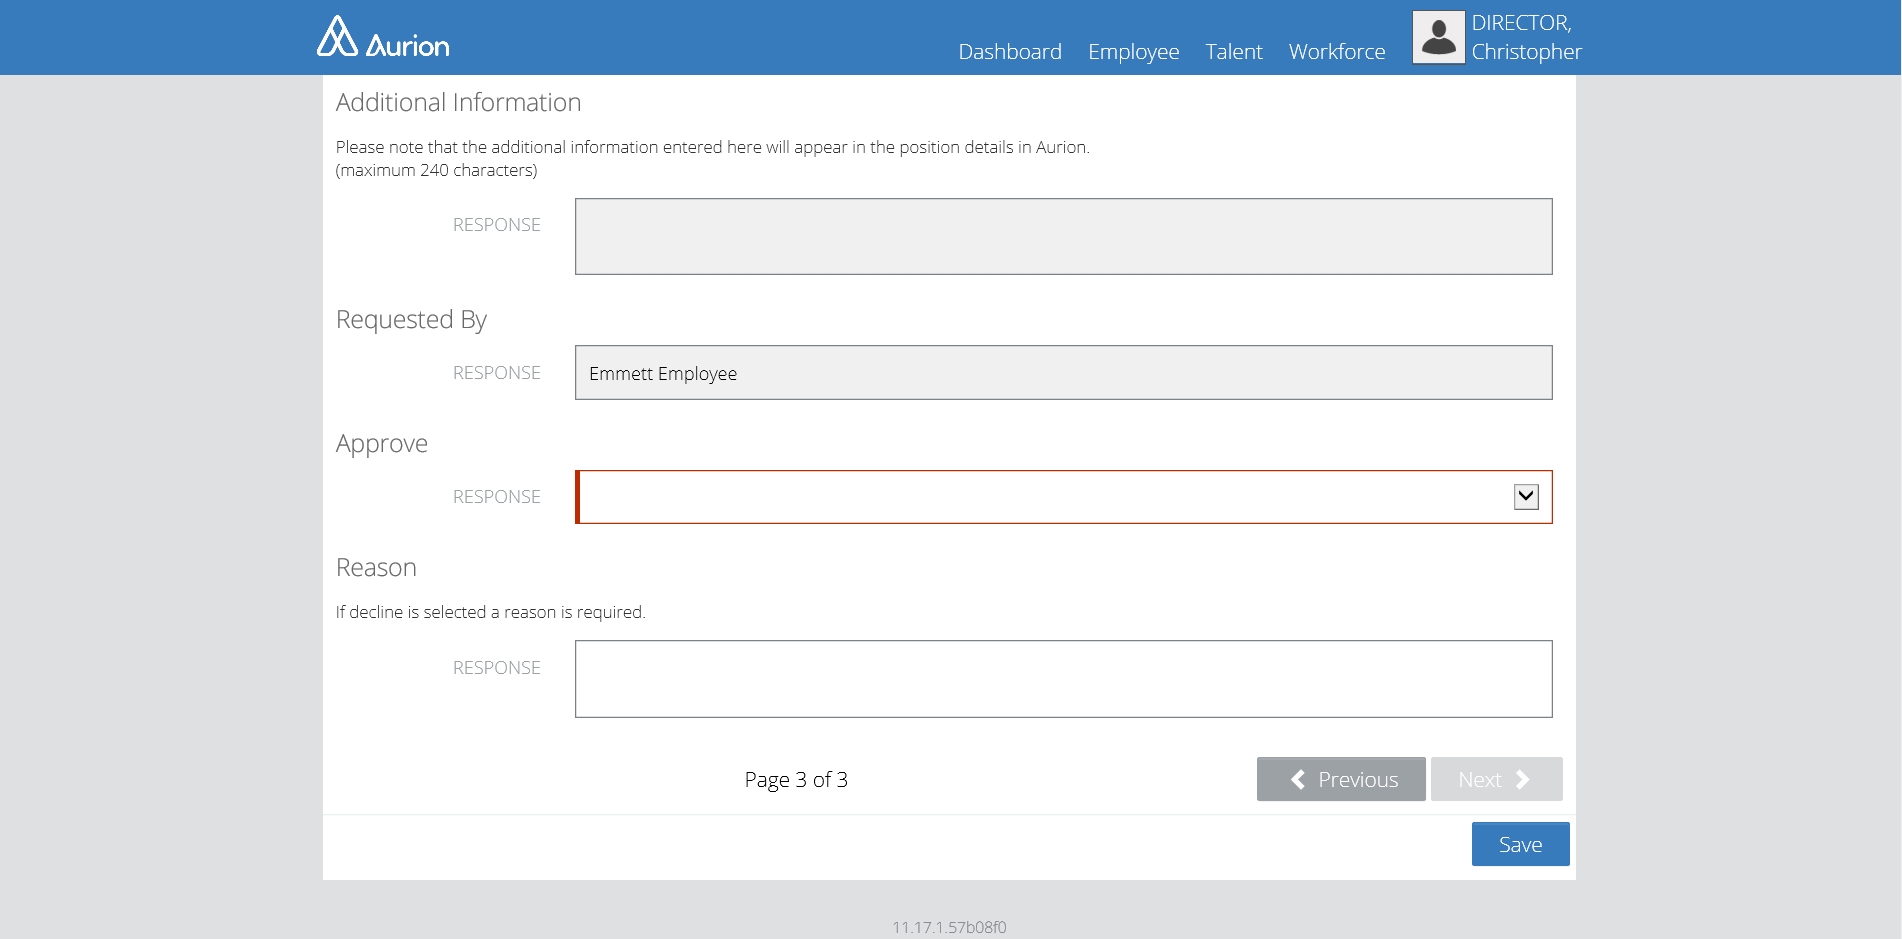 Aurion
Dashboard Employee Talent Workforce
DIRECTOR,
Christopher
Additional Information
Please note that the additional information entered here will appear in the position details in Aurion.
(maximum 240 characters)
RESPONSE
Requested By
RESPONSE Emmett Employee
Approve
RESPONSE
Reason
If decline is selected a reason is required.
RESPONSE
Page 3 of 3 Previous Next
Save
11.17.1.57b08f0